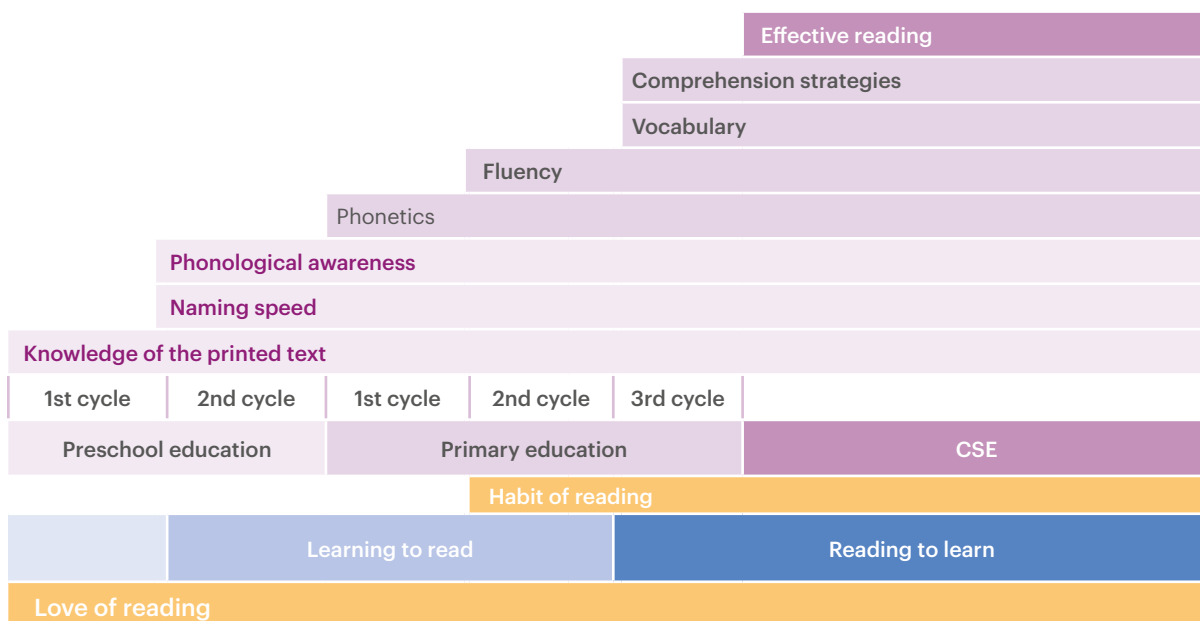 Effective reading
Comprehension strategies
Vocabulary
Fluency
Phonetics
Phonological awareness
Naming speed
Knowledge of the printed text
1st cycle 2nd cycle 1st cycle 2nd cycle 3rd cycle
Preschool education Primary education CSE
Habit of reading
Learning to read Reading to learn
Love of reading